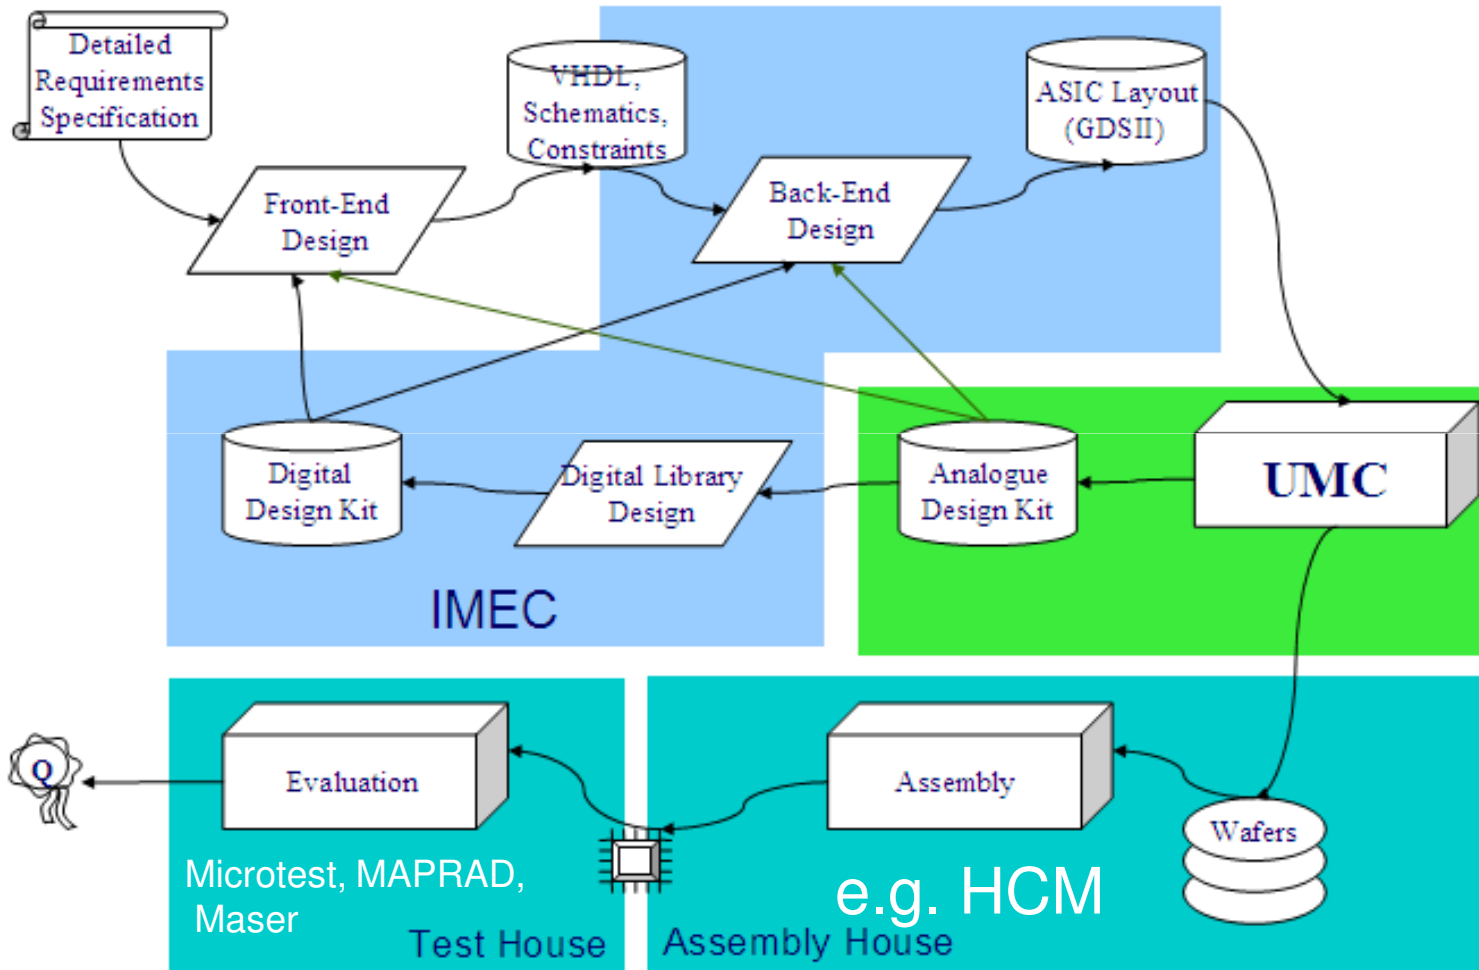 Detailed
Requirements
Specification
VHDL,
Schematics,
Constraints
ASIC Layout
(GDSII)
Front-End
Design
Back-End
Design
Digital
Design Kit
Digital Library
Design
Analogue
Design Kit
UMC
IMEC
Q
Evaluation
Assembly
Wafers
Microtest, MAPRAD,
Maser
e.g. HCM
Test House
Assembly House